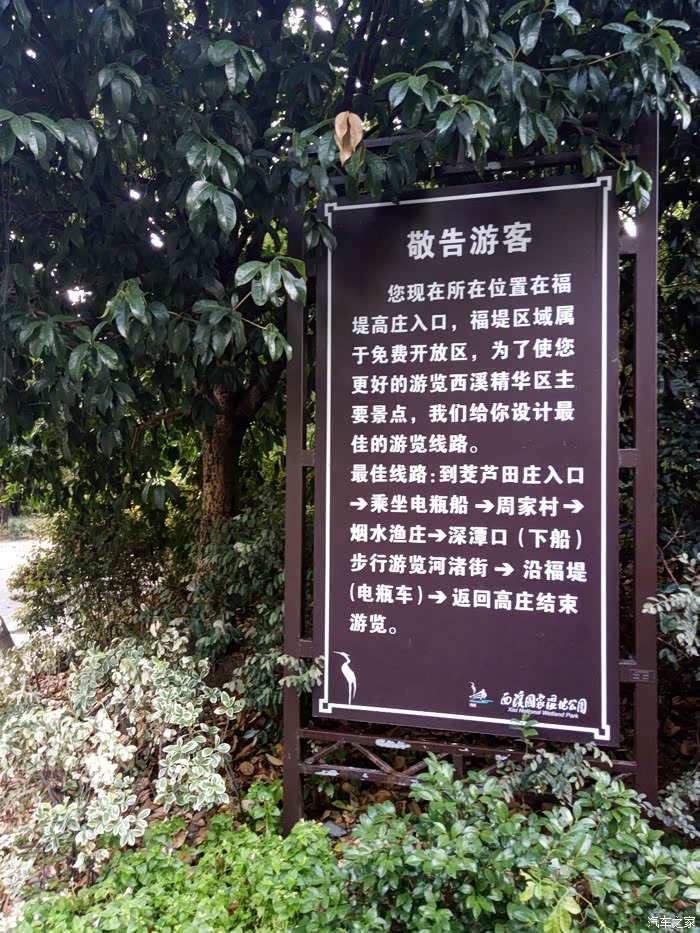 敬告游客
您现在所在位置在福
堤高庄入口，福堤区域属
于免费开放区，为了使您
更好的游览西溪精华区主
要景点，我们给你设计最
佳的游览线路。
最佳线路:到茭芦田庄入口
→乘坐电瓶船→周家村→
烟水渔庄→深潭口（下船）
步行游览河渚街→沿福堤
(电瓶车)→返回高庄结束
游览。
西溪国家湿地公园
Xixi National Wetland Park
汽车之家